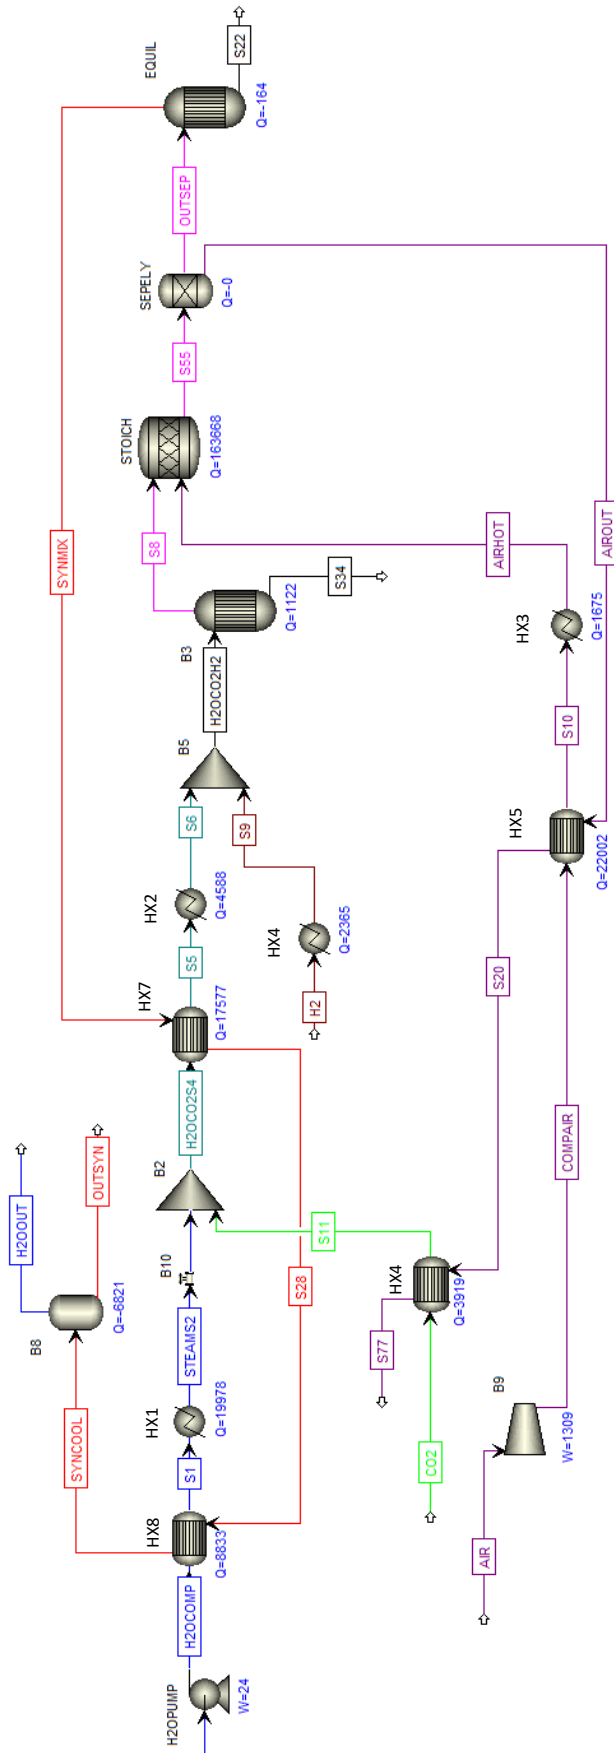 H2OPUMP
W=24
H2OCOMP
HX8
Q=8833
S1
HX1
Q=19978
STEAMS2
B10
SYNCOOL
B8
Q=-6821
H2OOUT
OUTSYN
B2
H2OCO2S4
HX7
Q=17577
S28
S5
HX2
Q=4588
S6
H2
HX4
Q=2365
S9
B5
H2OCO2H2
B3
Q=1122
S34
S8
STOICH
Q=163668
S55
SEPELY
Q=-0
OUTSEP
EQUIL
Q=-164
S22
SYNMIX
AIR
B9
W=1309
COMPAIR
CO2
HX4
Q=3919
S77
S11
S20
HX5
Q=22002
S10
HX3
Q=1675
AIRHOT
AIROUT